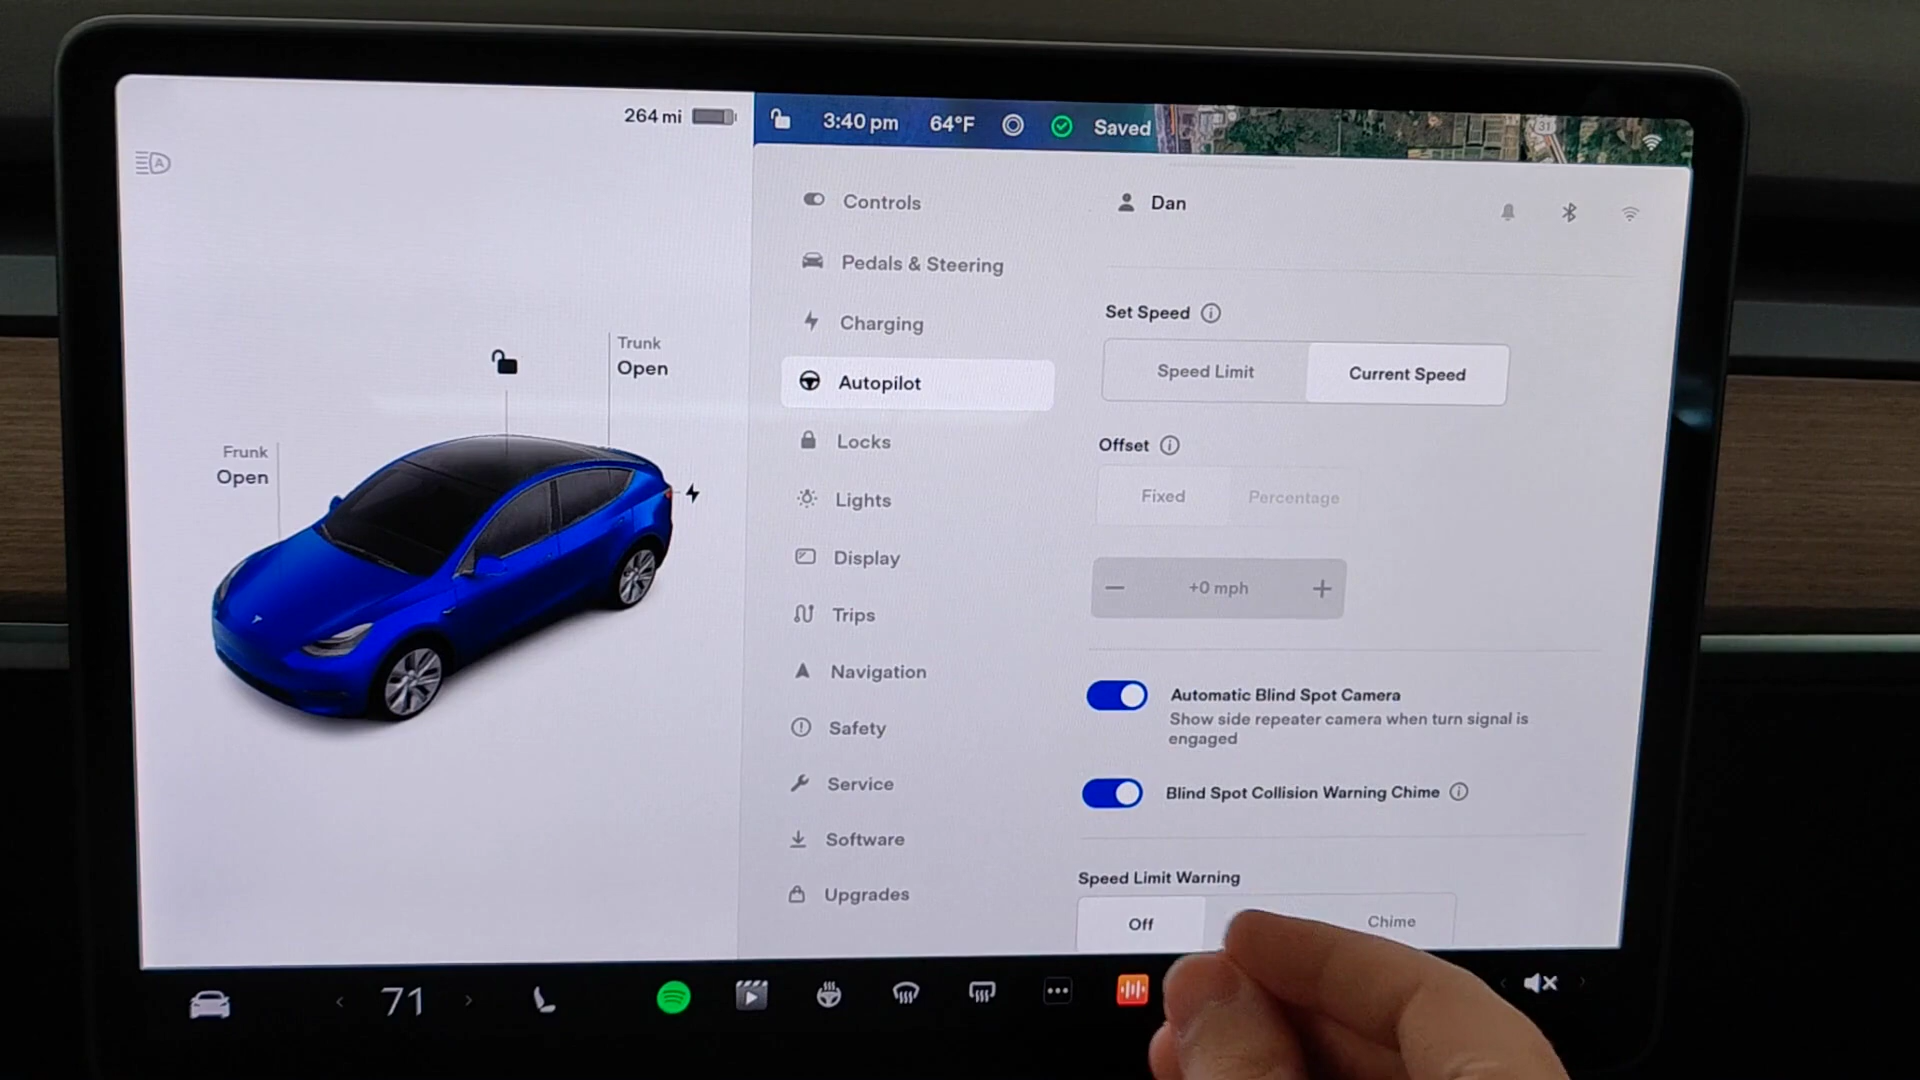 264 mi
3:40 pm 64°F Saved
31
Controls
Pedals & Steering
Charging
Autopilot
Locks
Lights
Display
Trips
Navigation
Safety
Service
Software
Upgrades
Trunk
Open
Frunk
Open
Dan
Set Speed
Speed Limit Current Speed
Offset
Fixed Percentage
− +0 mph +
Automatic Blind Spot Camera
Show side repeater camera when turn signal is
engaged
Blind Spot Collision Warning Chime
Speed Limit Warning
Off Chime
71